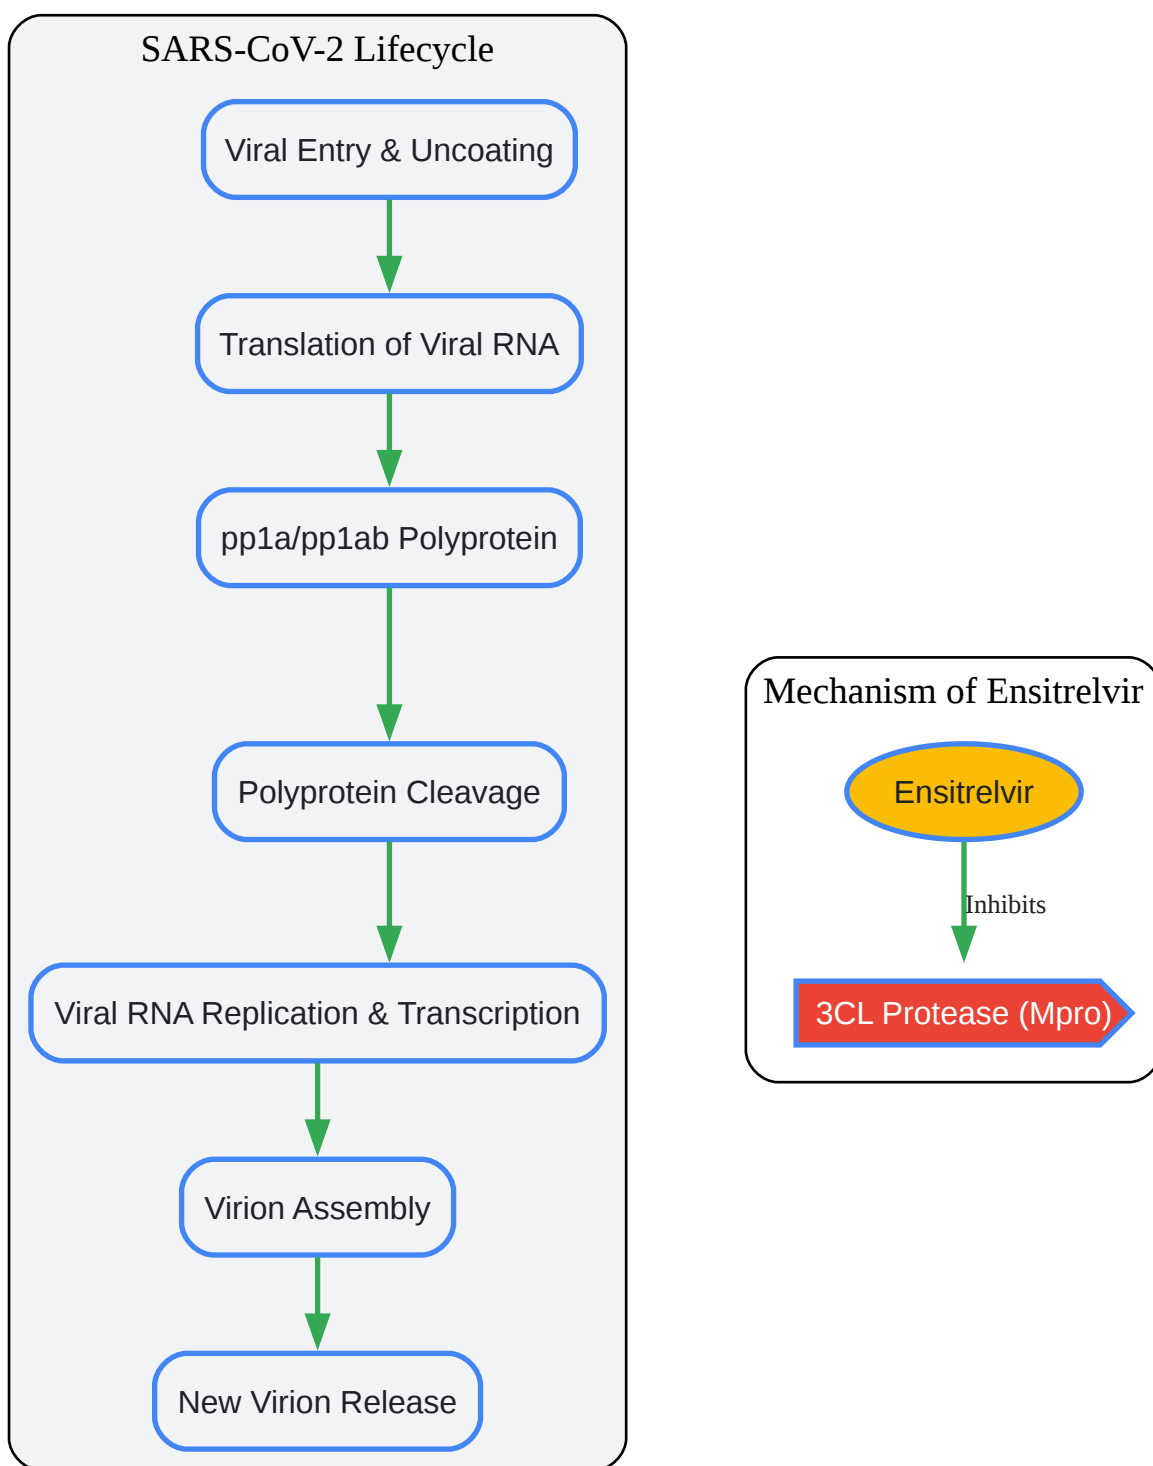 SARS-CoV-2 Lifecycle
Viral Entry & Uncoating
Translation of Viral RNA
pp1a/pp1ab Polyprotein
Polyprotein Cleavage
Viral RNA Replication & Transcription
Virion Assembly
New Virion Release
Mechanism of Ensitrelvir
Ensitrelvir
Inhibits
3CL Protease (Mpro)